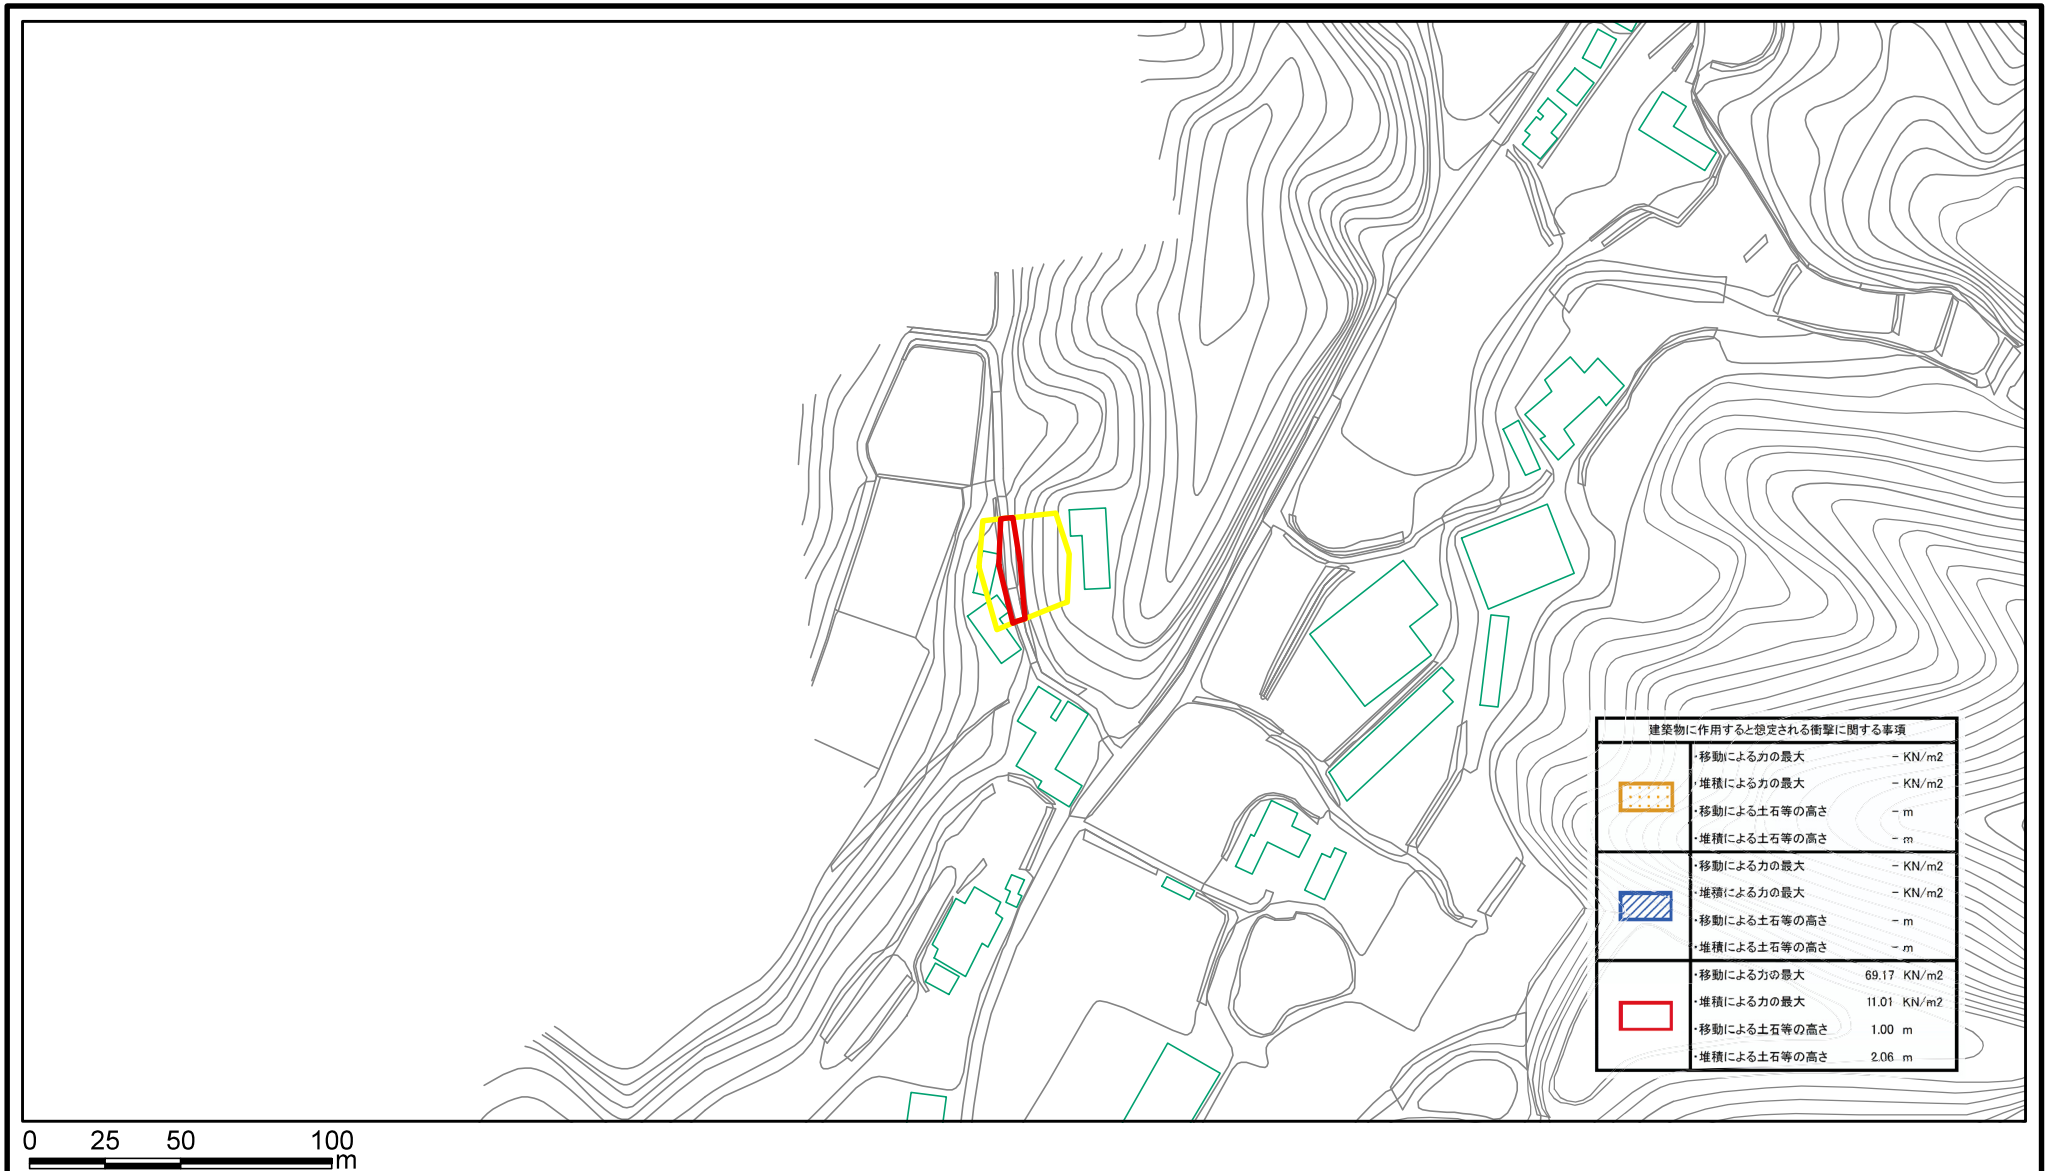 建築物に作用すると想定される衝撃に関する事項
・移動による力の最大 － KN/m2
・堆積による力の最大 － KN/m2
・移動による土石等の高さ － m
・堆積による土石等の高さ － m
・移動による力の最大 － KN/m2
・堆積による力の最大 － KN/m2
・移動による土石等の高さ － m
・堆積による土石等の高さ － m
・移動による力の最大 69.17 KN/m2
・堆積による力の最大 11.01 KN/m2
・移動による土石等の高さ 1.00 m
・堆積による土石等の高さ 2.06 m
0 25 50 100
m